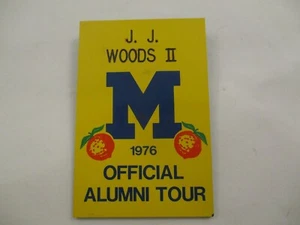 J. J.
WOODS II
M
1976
OFFICIAL
ALUMNI TOUR